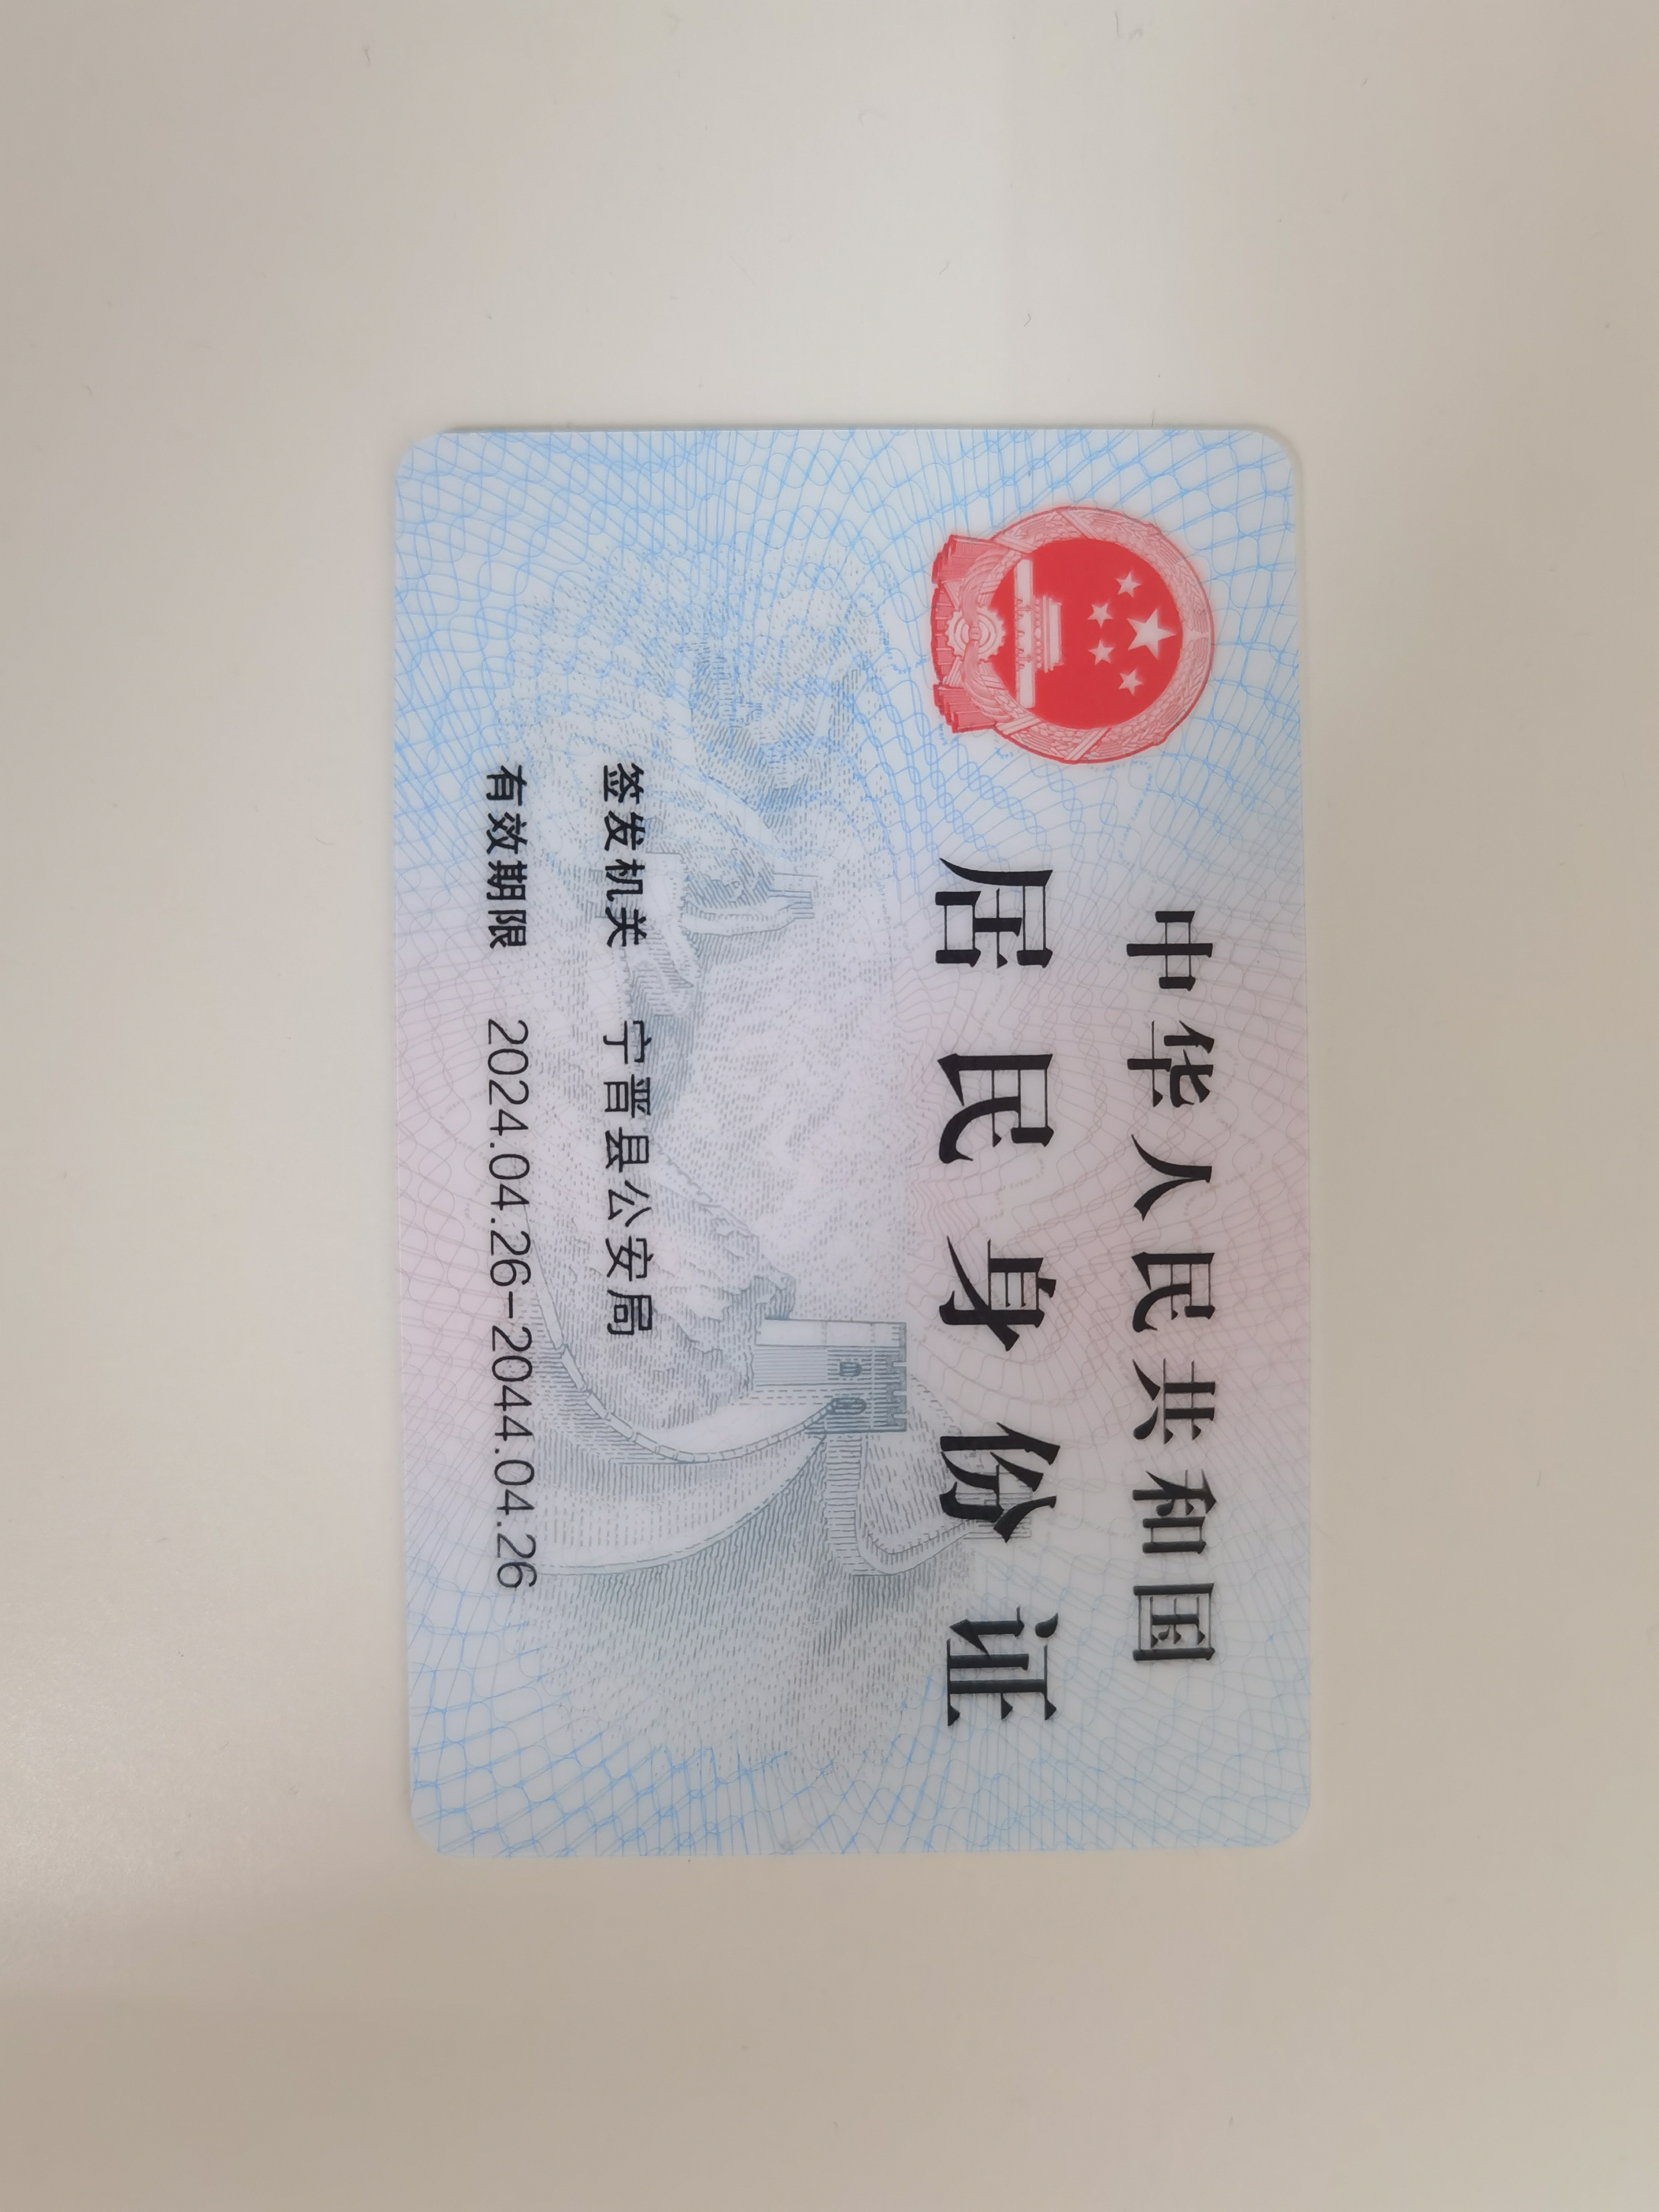 中华人民共和国
居民身份证
签发机关 宁晋县公安局
有效期限 2024.04.26-2044.04.26